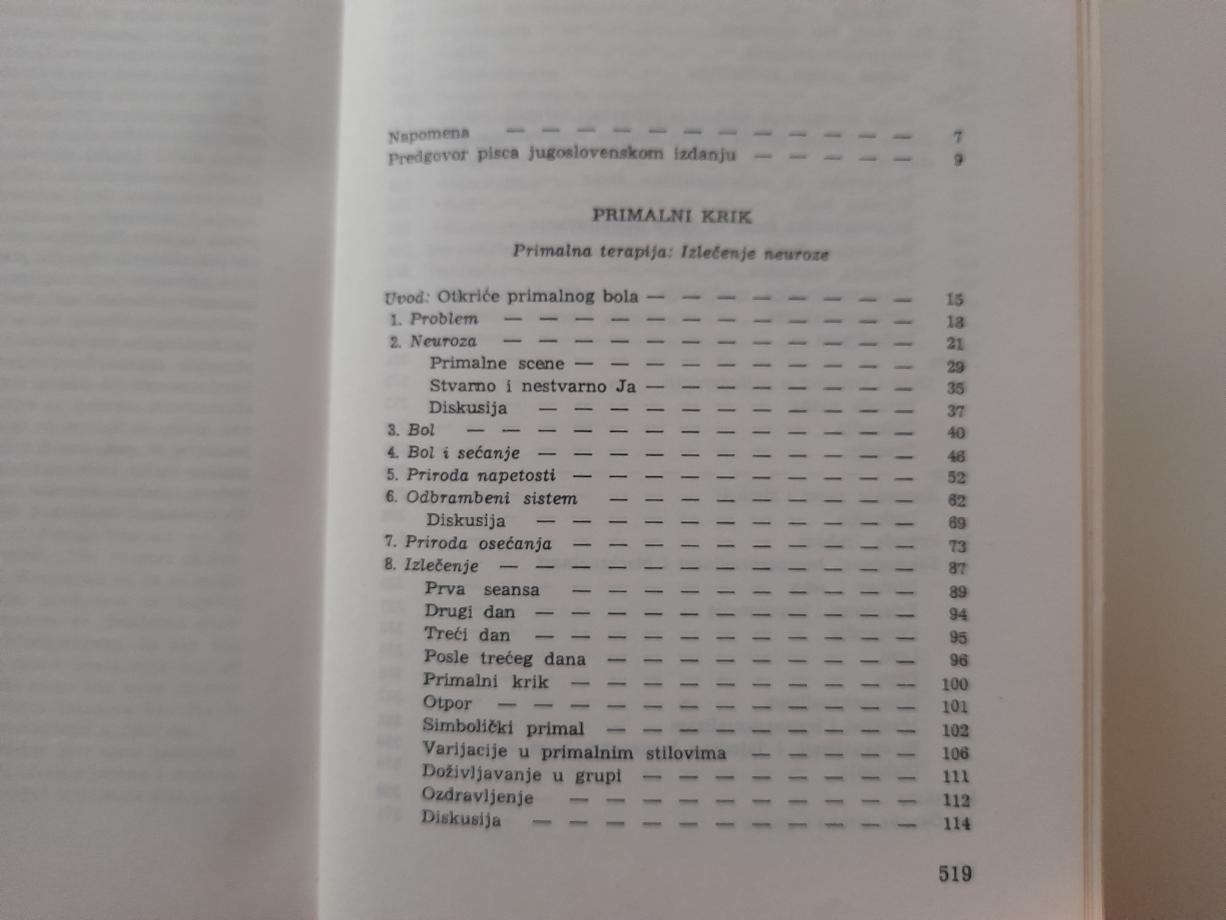 Napomena — — — — — — — — — — — — 7
Predgovor pisca jugoslovenskom izdanju — — — — — 9
PRIMALNI KRIK
Primalna terapija: Izlečenje neuroze
Uvod: Otkriće primalnog bola — — — — — — — — 15
1. Problem — — — — — — — — — — — — 18
2. Neuroza — — — — — — — — — — — — 21
Primalne scene — — — — — — — — — — 29
Stvarno i nestvarno Ja — — — — — — — — 35
Diskusija — — — — — — — — — — — 37
3. Bol — — — — — — — — — — — — — 40
4. Bol i sećanje — — — — — — — — — — — 46
5. Priroda napetosti — — — — — — — — — — 52
6. Odbrambeni sistem — — — — — — — — — 62
Diskusija — — — — — — — — — — — 69
7. Priroda osećanja — — — — — — — — — — 73
8. Izlečenje — — — — — — — — — — — — 87
Prva seansa — — — — — — — — — — 89
Drugi dan — — — — — — — — — — — 94
Treći dan — — — — — — — — — — — 95
Posle trećeg dana — — — — — — — — — 96
Primalni krik — — — — — — — — — — 100
Otpor — — — — — — — — — — — — 101
Simbolički primal — — — — — — — — — 102
Varijacije u primalnim stilovima — — — — — 106
Doživljavanje u grupi — — — — — — — — 111
Ozdravljenje — — — — — — — — — — 112
Diskusija — — — — — — — — — — — 114
519